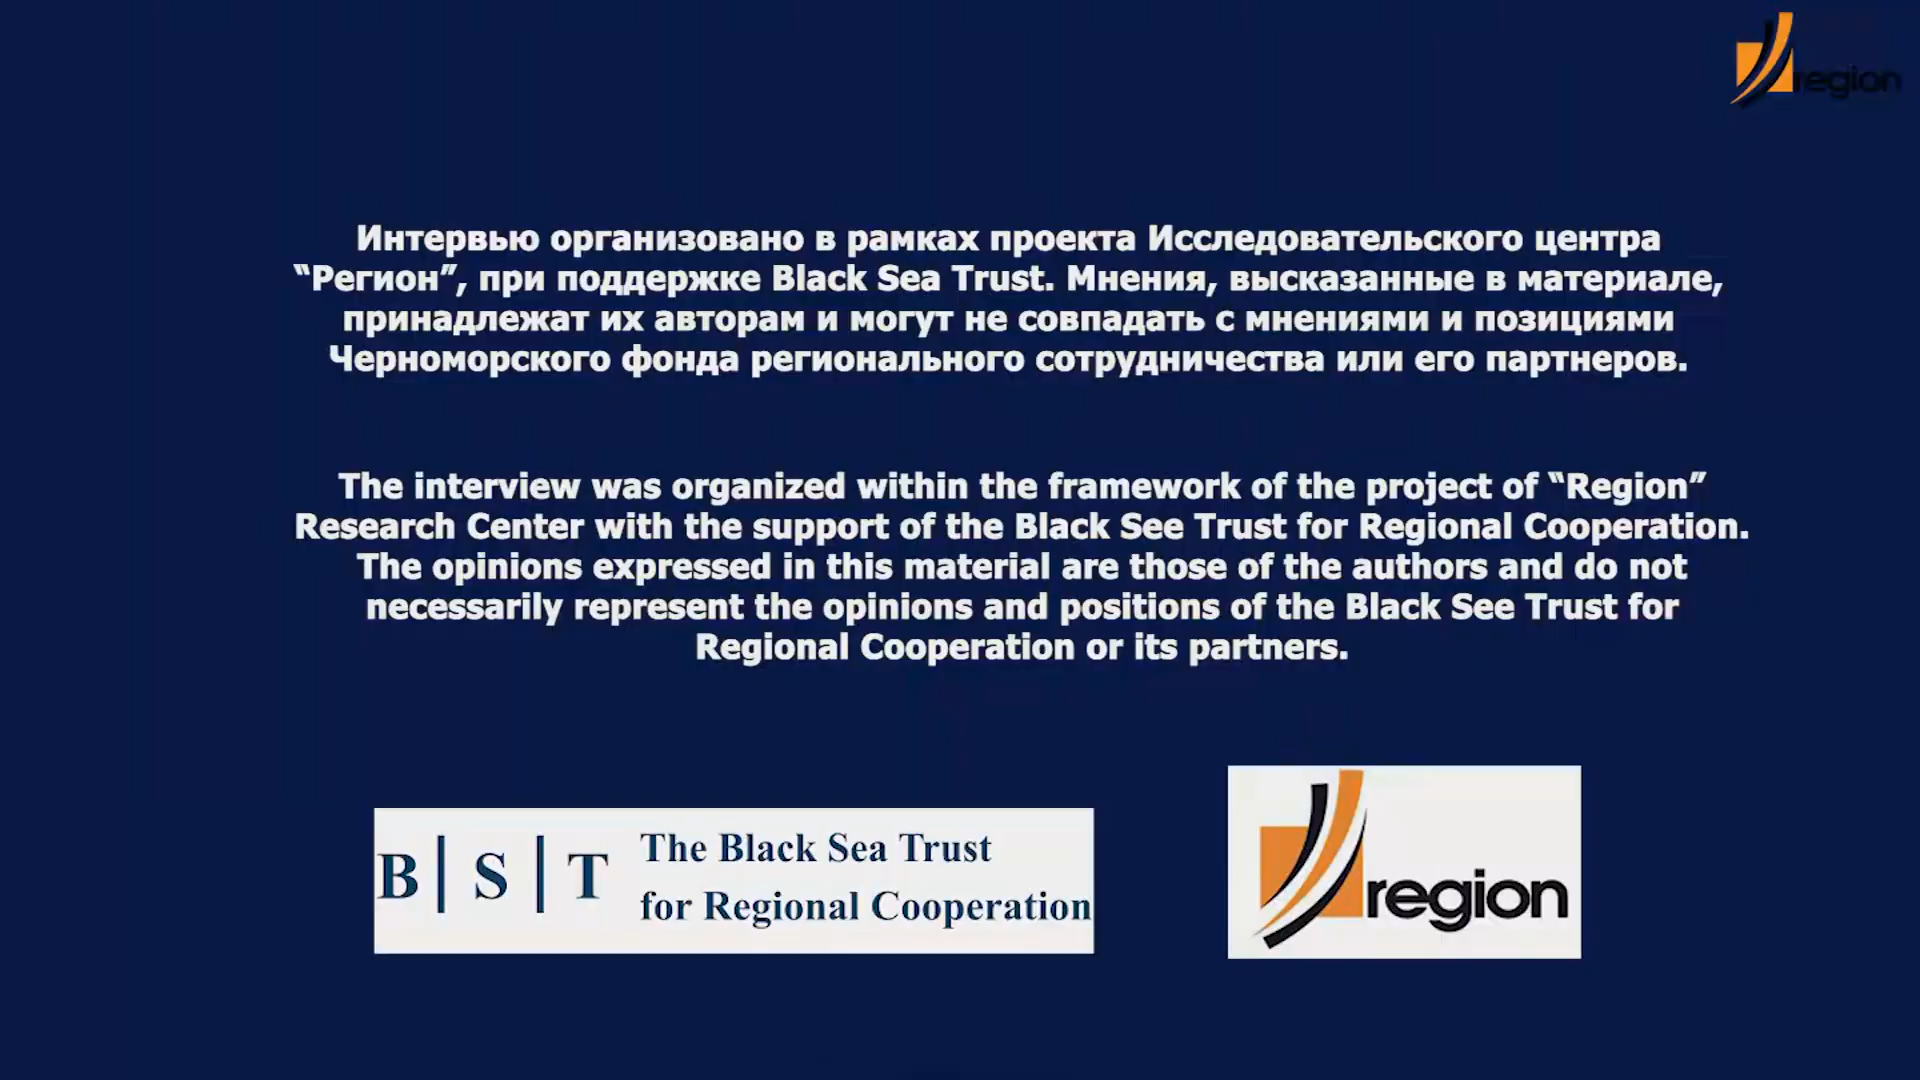 region
Интервью организовано в рамках проекта Исследовательского центра
“Регион”, при поддержке Black Sea Trust. Мнения, высказанные в материале,
принадлежат их авторам и могут не совпадать с мнениями и позициями
Черноморского фонда регионального сотрудничества или его партнеров.
The interview was organized within the framework of the project of “Region”
Research Center with the support of the Black See Trust for Regional Cooperation.
The opinions expressed in this material are those of the authors and do not
necessarily represent the opinions and positions of the Black See Trust for
Regional Cooperation or its partners.
B | S | T
The Black Sea Trust
for Regional Cooperation
region